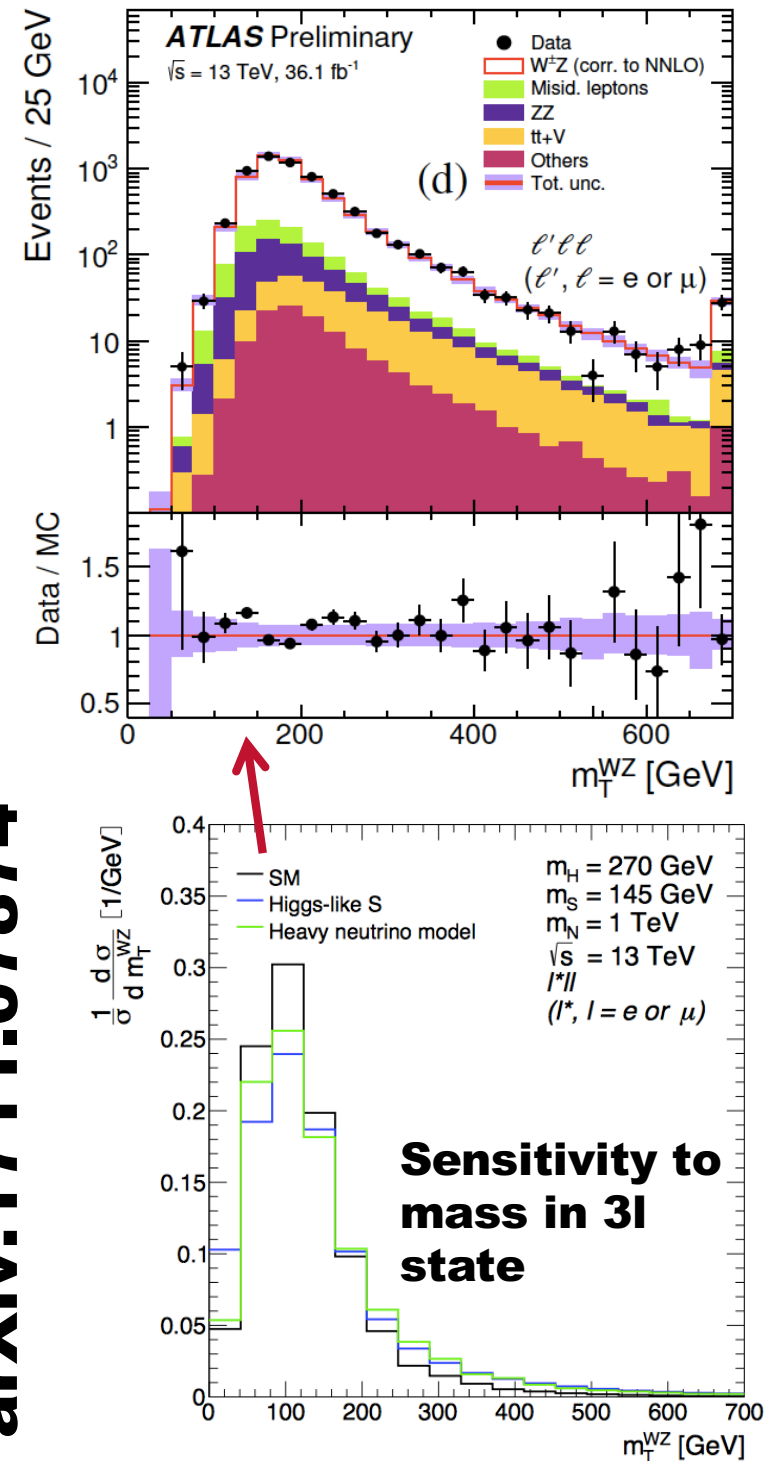 ATLAS Preliminary
√s = 13 TeV, 36.1 fb⁻¹
Data
W±Z (corr. to NNLO)
Misid. leptons
ZZ
tt+V
Others
Tot. unc.
(d)
ℓ'ℓℓ
(ℓ', ℓ = e or μ)
Events / 25 GeV
10⁴
10³
10²
10
1
Data / MC
1.5
1
0.5
0 200 400 600
m_T^WZ [GeV]
1/σ dσ/dm_T^WZ [1/GeV]
0.4
0.35
0.3
0.25
0.2
0.15
0.1
0.05
0
SM
Higgs-like S
Heavy neutrino model
m_H = 270 GeV
m_S = 145 GeV
m_N = 1 TeV
√s = 13 TeV
l*ll
(l*, l = e or μ)
Sensitivity to
mass in 3l
state
0 100 200 300 400 500 600 700
m_T^WZ [GeV]